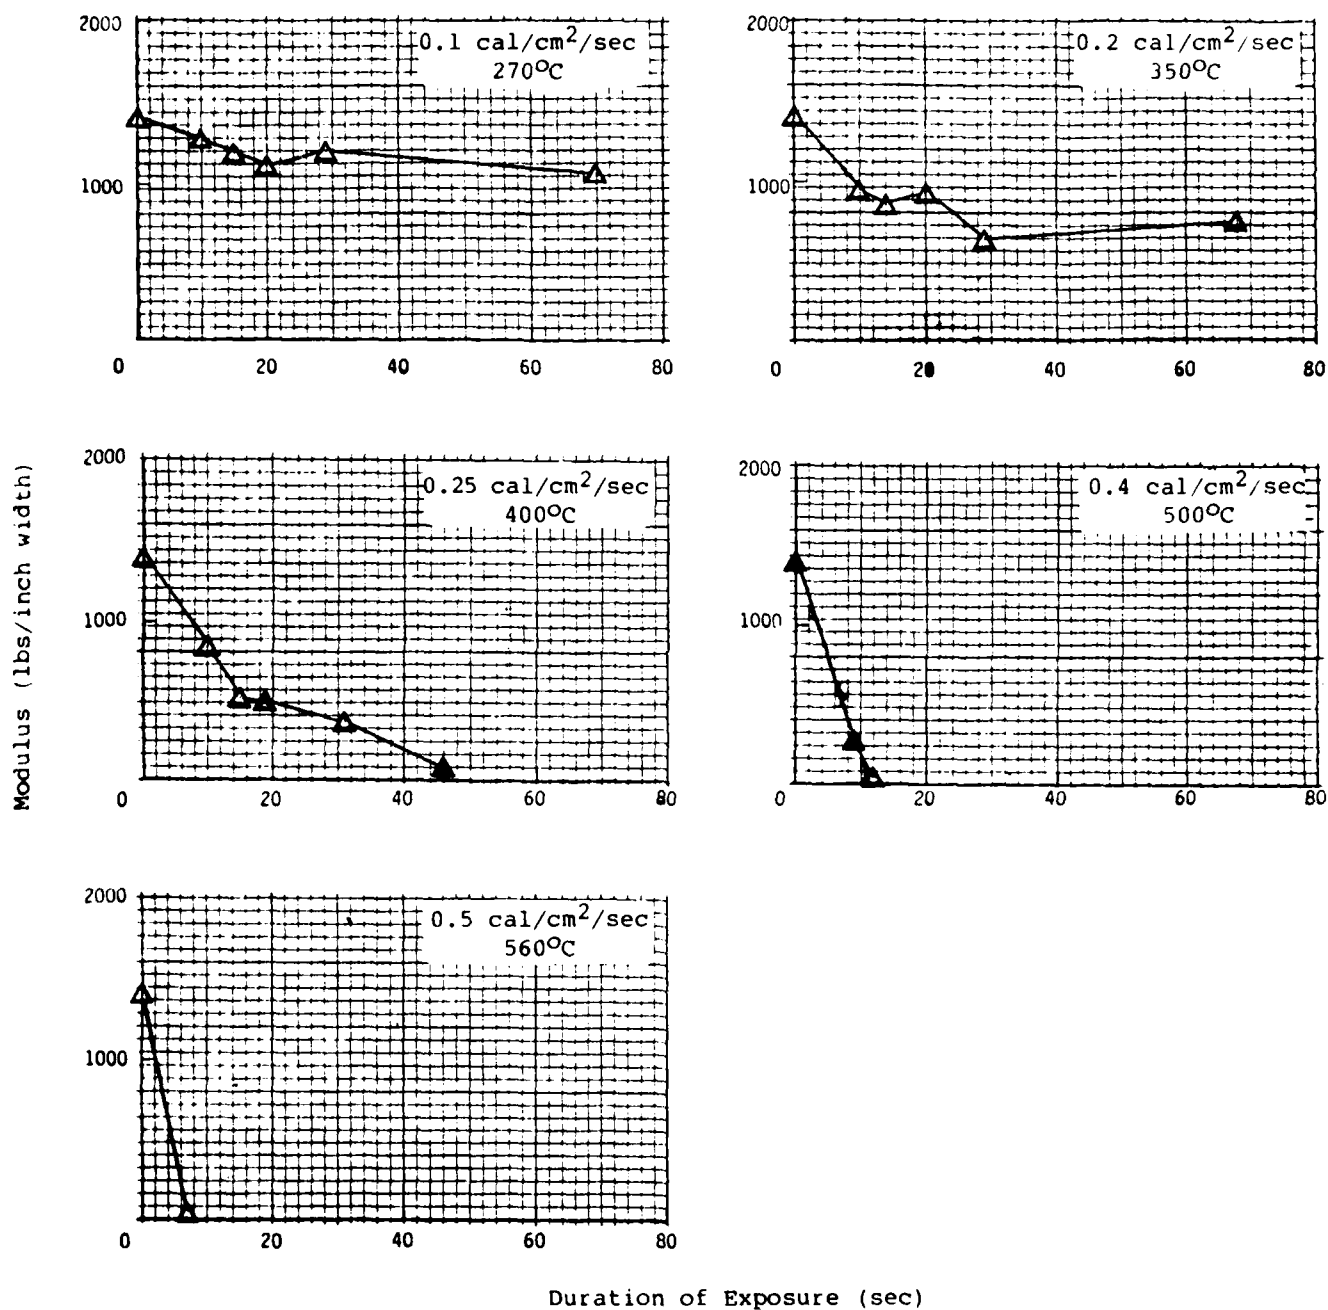 2000
0.1 cal/cm²/sec
270°C
1000
0 20 40 60 80
2000
0.2 cal/cm²/sec
350°C
1000
0 20 40 60 80
Modulus (lbs/inch width)
2000
0.25 cal/cm²/sec
400°C
1000
0 20 40 60 80
2000
0.4 cal/cm²/sec
500°C
1000
0 20 40 60 80
2000
0.5 cal/cm²/sec
560°C
1000
0 20 40 60 80
Duration of Exposure (sec)